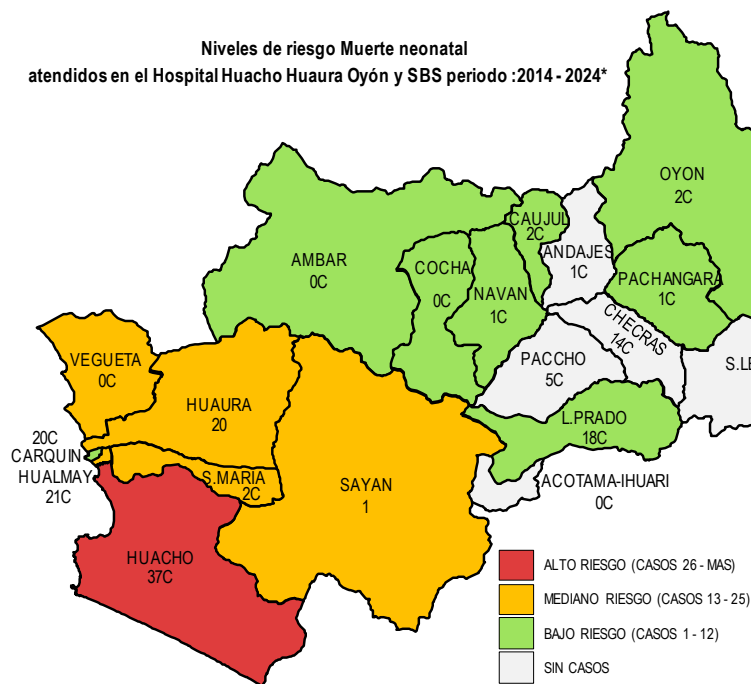 Niveles de riesgo Muerte neonatal
atendidos en el Hospital Huacho Huaura Oyón y SBS periodo :2014 - 2024*
OYON
2C
CAUJUL
2C
ANDAJES
1C
AMBAR
0C
COCHA
0C
NAVAN
1C
PACHANGARA
1C
CHECRAS
14C
S.LE
VEGUETA
0C
PACCHO
5C
HUAURA
20
L.PRADO
18C
20C
CARQUIN
HUALMAY
21C
S.MARIA
2C
SAYAN
1
ACOTAMA-IHUARI
0C
HUACHO
37C
ALTO RIESGO (CASOS 26 - MAS)
MEDIANO RIESGO (CASOS 13 - 25)
BAJO RIESGO (CASOS 1 - 12)
SIN CASOS